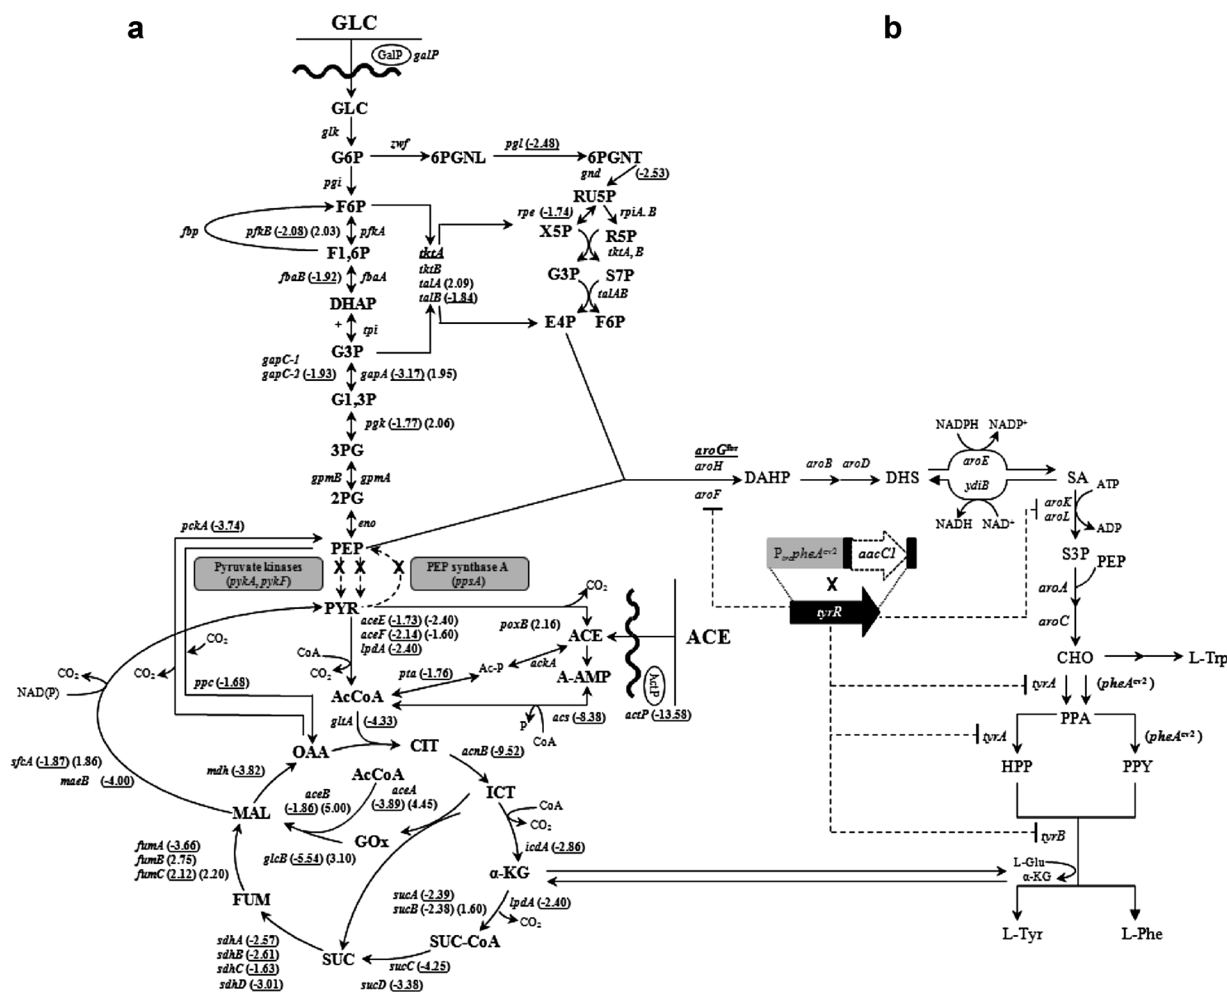 a
b
GLC
GalP galP
GLC
glk
G6P zwf 6PGNL pgl (-2.48) 6PGNT
gnd (-2.53)
pgi
RU5P
F6P
rpe (-1.74) rpiA. B
fbp pfkB (-2.08) (2.03) pfkA
X5P R5P
F1,6P tktA tktA, B
tktB
fbaB (-1.92) fbaA
G3P S7P
talA (2.09)
DHAP talB (-1.84) talAB
+ tpi
E4P F6P
G3P
gapC-1
gapC-2 (-1.93) gapA (-3.17) (1.95)
G1,3P
pgk (-1.77) (2.06)
3PG
gpmB gpmA
2PG
eno
NADPH NADP+
aroGfbr
aroH DAHP aroB aroD DHS aroE SA
aroF ydiB
NADH NAD+
aroK ATP
aroL ADP
pckA (-3.74)
PEP
Pyruvate kinases
(pykA, pykF)
X X X
PEP synthase A
(ppsA)
PtrcpheAev2 aacC1
X
tyrR
S3P PEP
aroA
aroC
PYR CO2
aceE (-1.73) (-2.40)
aceF (-2.14) (-1.60)
lpdA (-2.40)
poxB (2.16)
ACE ACE
CO2
CO2
CoA
CO2
pta (-1.76) Ac-P ackA
A-AMP
ActP
CHO L-Trp
CO2
NAD(P)
ppc (-1.68)
AcCoA
tyrA (pheAev2)
gltA (-4.33)
P CoA
acs (-8.38) actP (-13.58)
PPA
OAA CIT
acnB (-9.52)
tyrA (pheAev2)
sfcA (-1.87) (1.86)
maeB (-4.00)
mdh (-3.82)
AcCoA
HPP PPY
aceB aceA
(-1.86) (5.00) (-3.89) (4.45)
ICT
MAL
CoA
CO2
GOx
tyrB
fumA (-3.66)
fumB (2.75)
fumC (2.12) (2.20)
glcB (-5.54) (3.10)
icdA (-2.86)
α-KG
L-Glu
α-KG
FUM
sucA (-2.39)
sucB (-2.38) (1.60)
lpdA (-2.40)
CO2
SUC-CoA
L-Tyr L-Phe
sdhA (-2.57)
sdhB (-2.61)
sdhC (-1.63)
sdhD (-3.01)
SUC
sucC (-4.25)
sucD (-3.38)